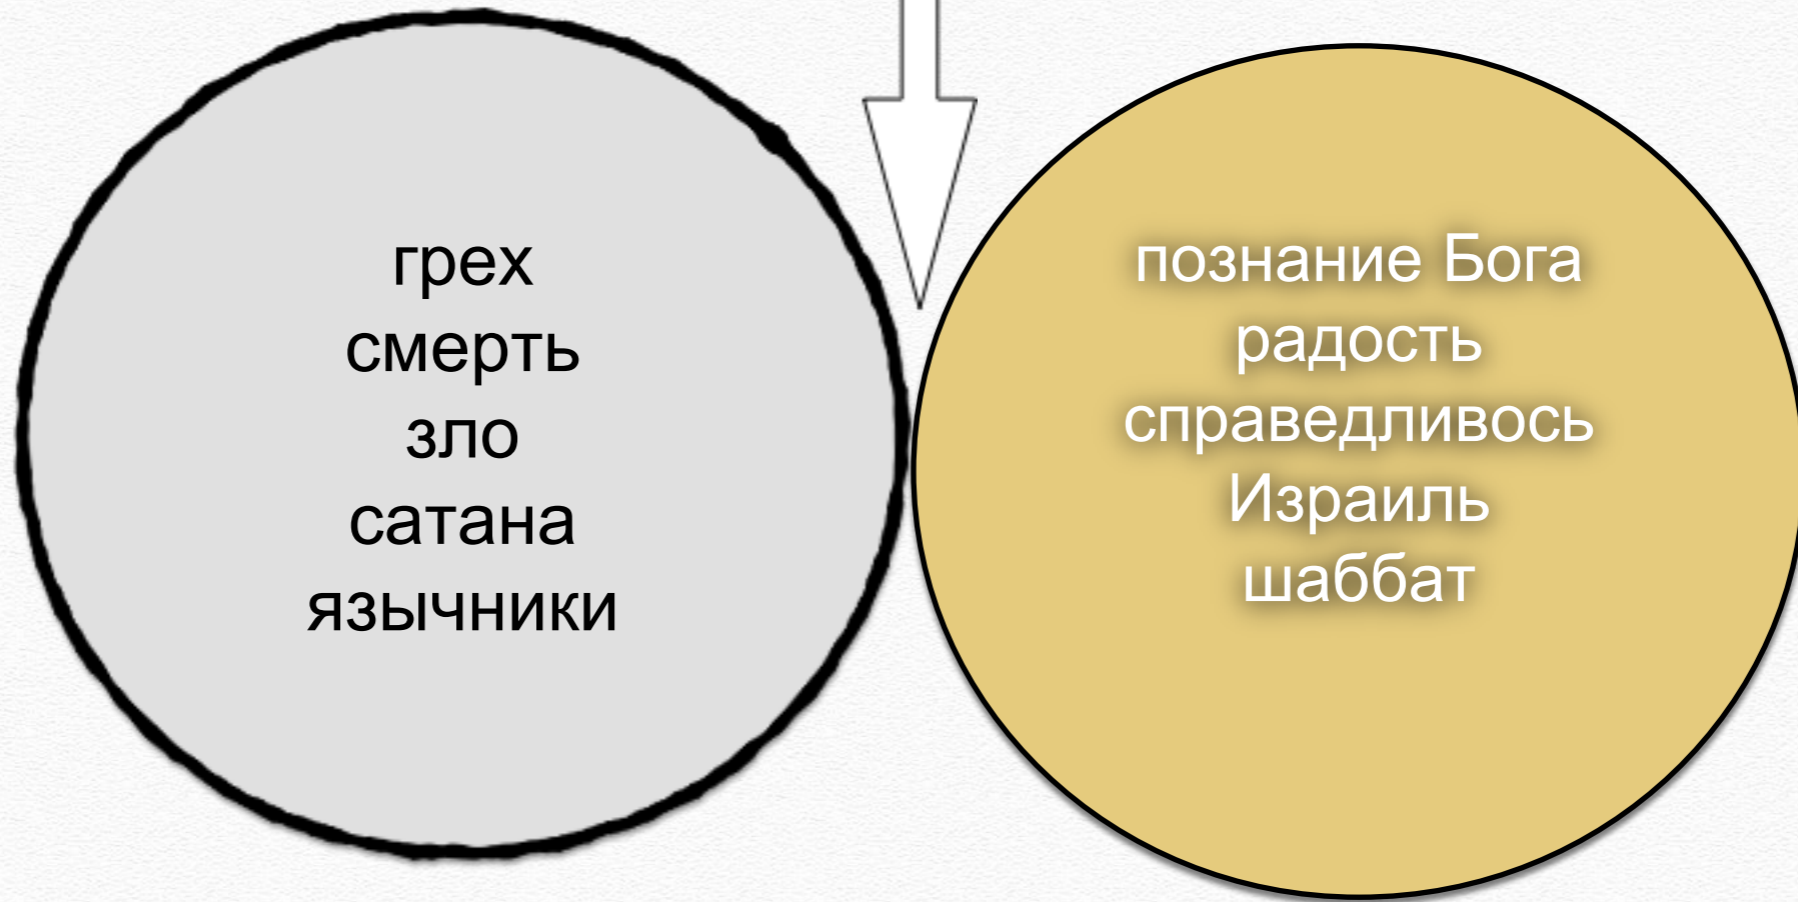 грех
смерть
зло
сатана
язычники
познание Бога
радость
справедливось
Израиль
шаббат